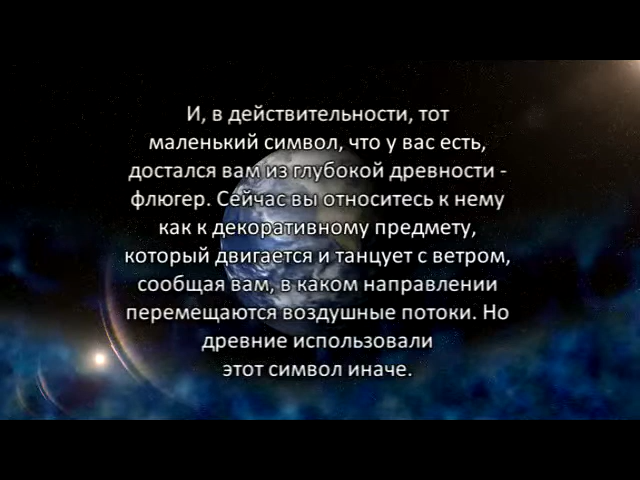 И, в действительности, тот
маленький символ, что у вас есть,
достался вам из глубокой древности -
флюгер. Сейчас вы относитесь к нему
как к декоративному предмету,
который двигается и танцует с ветром,
сообщая вам, в каком направлении
перемещаются воздушные потоки. Но
древние использовали
этот символ иначе.